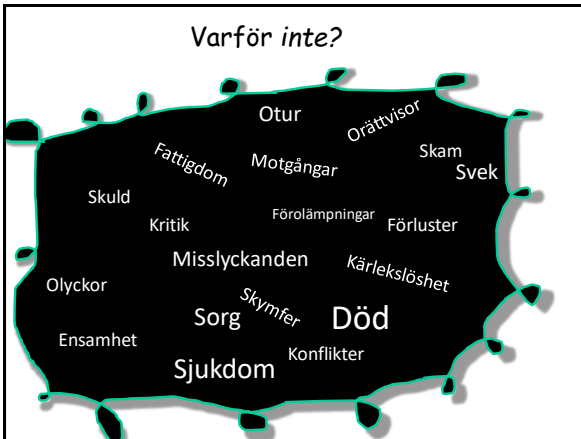 Varför inte?
Otur
Orättvisor
Fattigdom
Motgångar
Skam
Svek
Skuld
Kritik
Förolämpningar
Förluster
Misslyckanden
Kärlekslöshet
Olyckor
Skymfer
Sorg
Död
Ensamhet
Konflikter
Sjukdom